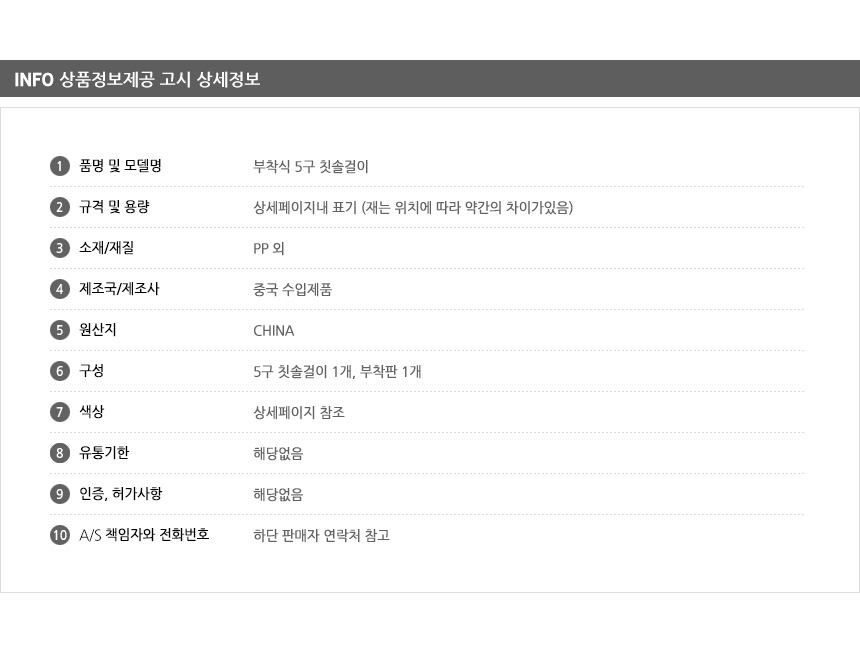 INFO 상품정보제공 고시 상세정보
1 품명 및 모델명 부착식 5구 칫솔걸이
2 규격 및 용량 상세페이지내 표기 (재는 위치에 따라 약간의 차이가있음)
3 소재/재질 PP 외
4 제조국/제조사 중국 수입제품
5 원산지 CHINA
6 구성 5구 칫솔걸이 1개, 부착판 1개
7 색상 상세페이지 참조
8 유통기한 해당없음
9 인증, 허가사항 해당없음
10 A/S 책임자와 전화번호 하단 판매자 연락처 참고